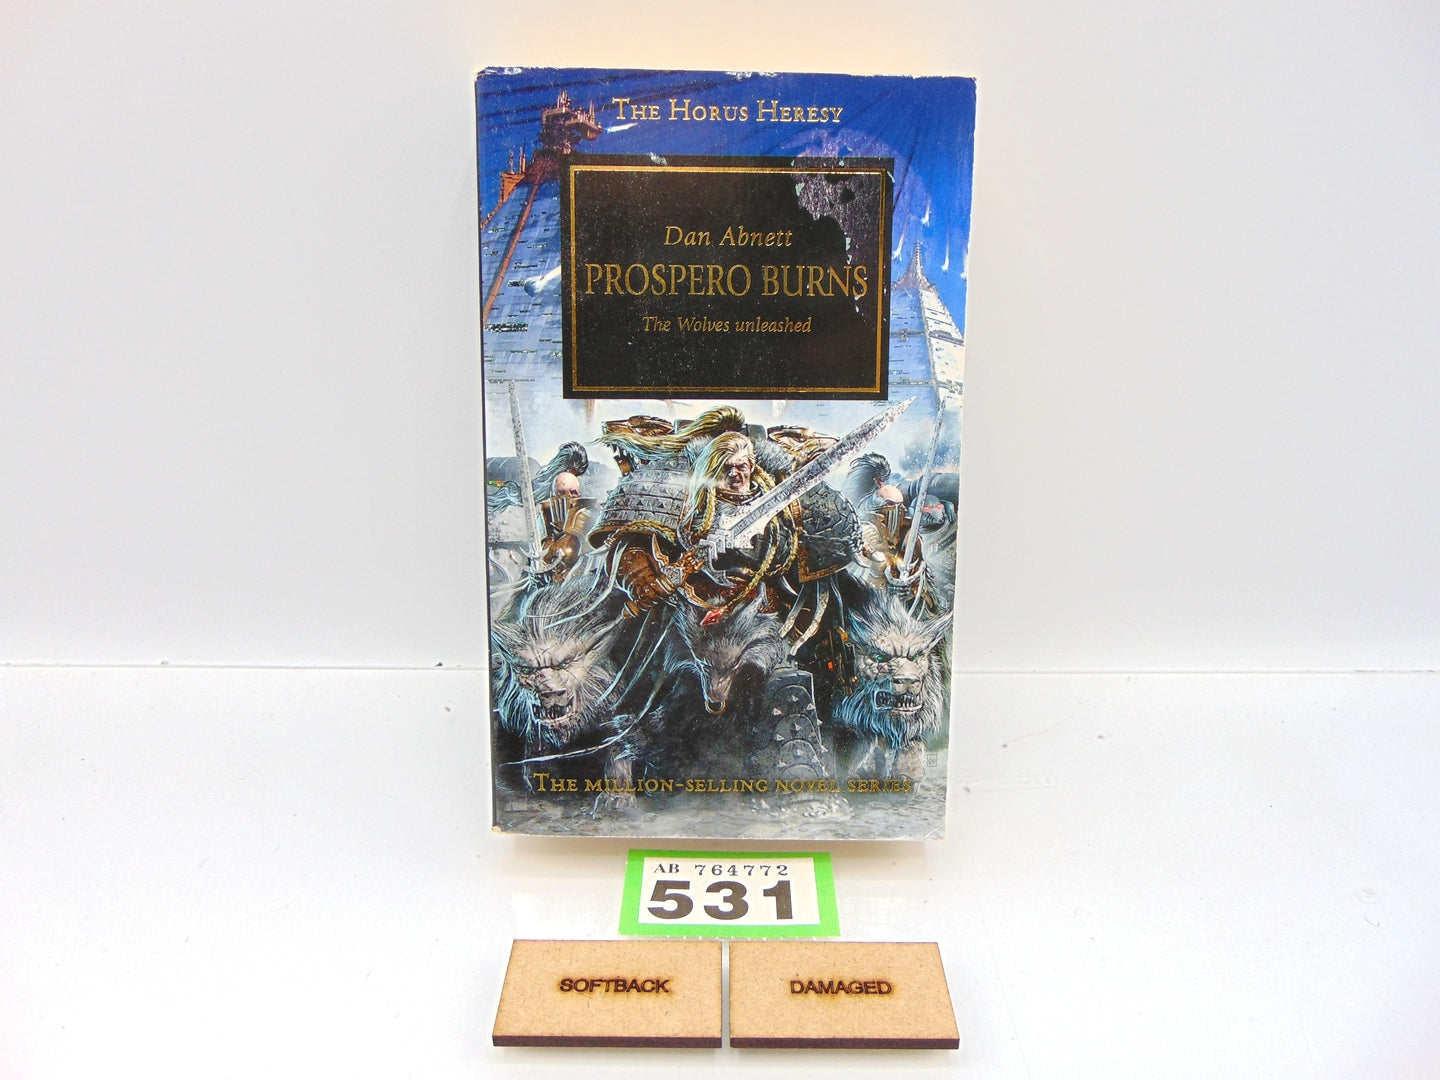 The Horus Heresy
Dan Abnett
PROSPERO BURNS
The Wolves unleashed
The million-selling novel series
AB 764772
531
SOFTBACK
DAMAGED